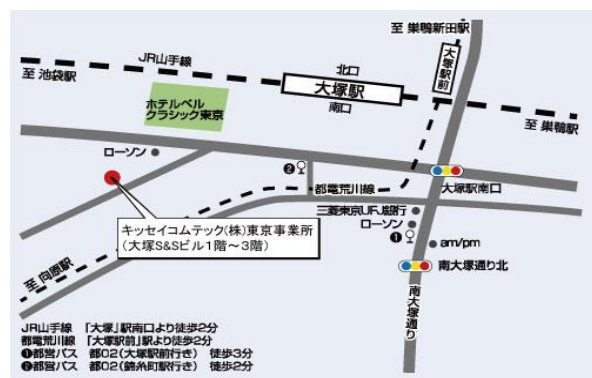 至 巣鴨新田駅
JR山手線
北口
大塚駅
南口
大塚駅前
至 池袋駅
ホテルベル
クラシック東京
至 巣鴨駅
ローソン
❷
都電荒川線
大塚駅南口
三菱東京UFJ銀行
ローソン
❶
am/pm
南大塚通り北
キッセイコムテック(株)東京事業所
(大塚S&Sビル1階～3階)
至 向原駅
南大塚通り
JR山手線 「大塚」駅南口より徒歩2分
都電荒川線 「大塚駅前」駅より徒歩2分
❶都営バス 都02(大塚駅前行き) 徒歩3分
❷都営バス 都02(錦糸町駅行き) 徒歩2分